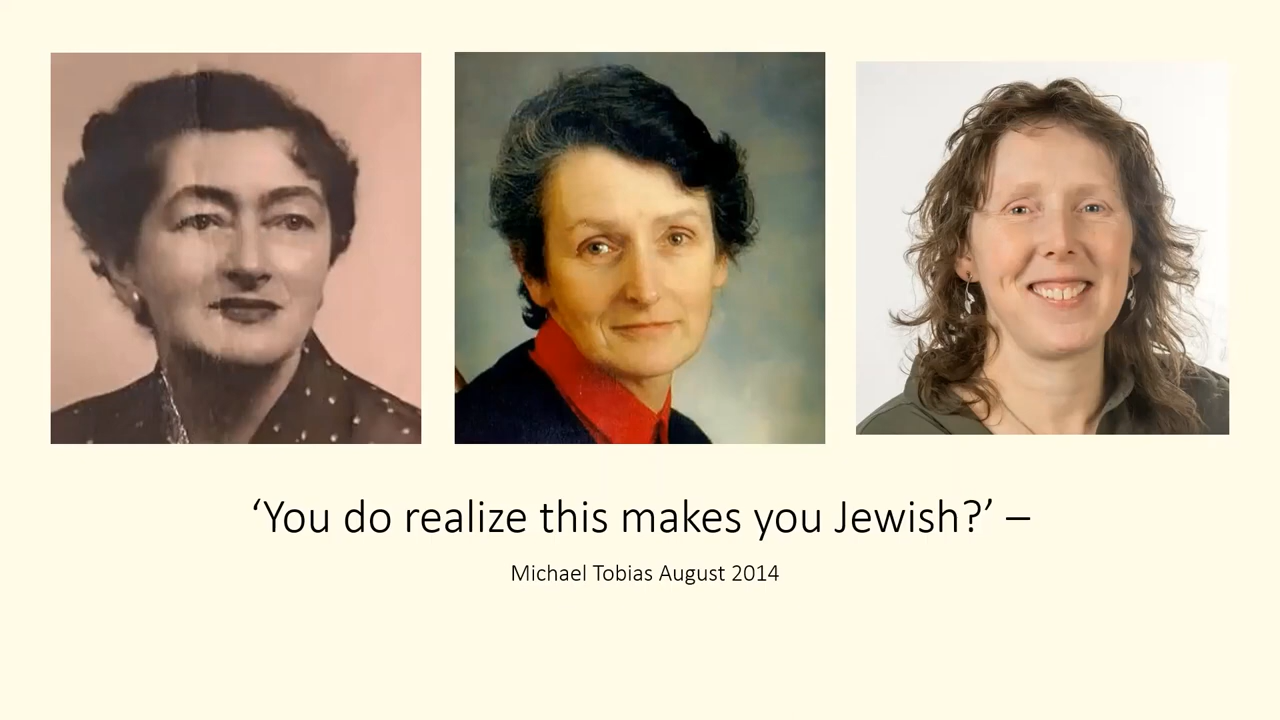 ‘You do realize this makes you Jewish?’ –
Michael Tobias August 2014